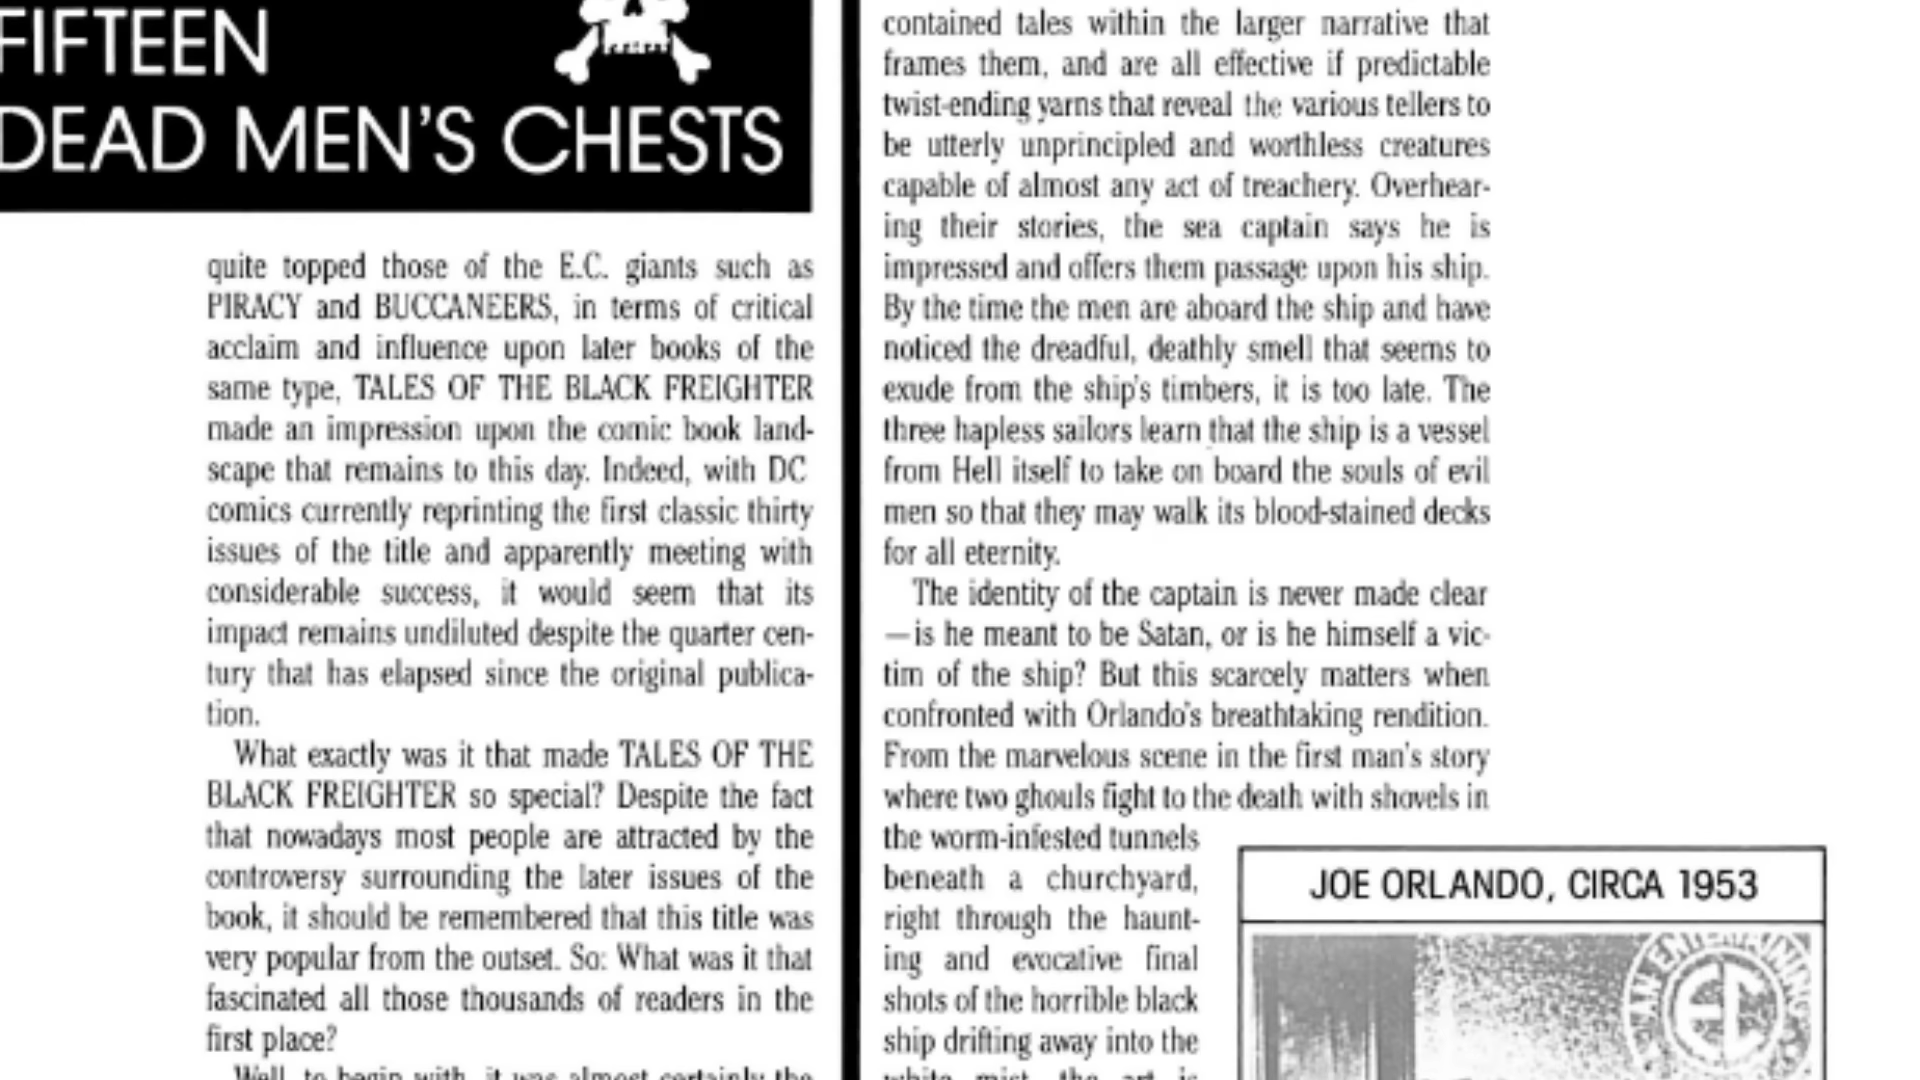 FIFTEEN
DEAD MEN'S CHESTS
quite topped those of the E.C. giants such as
PIRACY and BUCCANEERS, in terms of critical
acclaim and influence upon later books of the
same type, TALES OF THE BLACK FREIGHTER
made an impression upon the comic book land-
scape that remains to this day. Indeed, with DC
comics currently reprinting the first classic thirty
issues of the title and apparently meeting with
considerable success, it would seem that its
impact remains undiluted despite the quarter cen-
tury that has elapsed since the original publica-
tion.
What exactly was it that made TALES OF THE
BLACK FREIGHTER so special? Despite the fact
that nowadays most people are attracted by the
controversy surrounding the later issues of the
book, it should be remembered that this title was
very popular from the outset. So: What was it that
fascinated all those thousands of readers in the
first place?
Well, to begin with, it was almost certainly the
contained tales within the larger narrative that
frames them, and are all effective if predictable
twist-ending yarns that reveal the various tellers to
be utterly unprincipled and worthless creatures
capable of almost any act of treachery. Overhear-
ing their stories, the sea captain says he is
impressed and offers them passage upon his ship.
By the time the men are aboard the ship and have
noticed the dreadful, deathly smell that seems to
exude from the ship's timbers, it is too late. The
three hapless sailors learn that the ship is a vessel
from Hell itself to take on board the souls of evil
men so that they may walk its blood-stained decks
for all eternity.
The identity of the captain is never made clear
—is he meant to be Satan, or is he himself a vic-
tim of the ship? But this scarcely matters when
confronted with Orlando's breathtaking rendition.
From the marvelous scene in the first man's story
where two ghouls fight to the death with shovels in
the worm-infested tunnels
beneath a churchyard,
right through the haunt-
ing and evocative final
shots of the horrible black
ship drifting away into the
white mist, the art is
JOE ORLANDO, CIRCA 1953
AN ENTERTAINING
EC